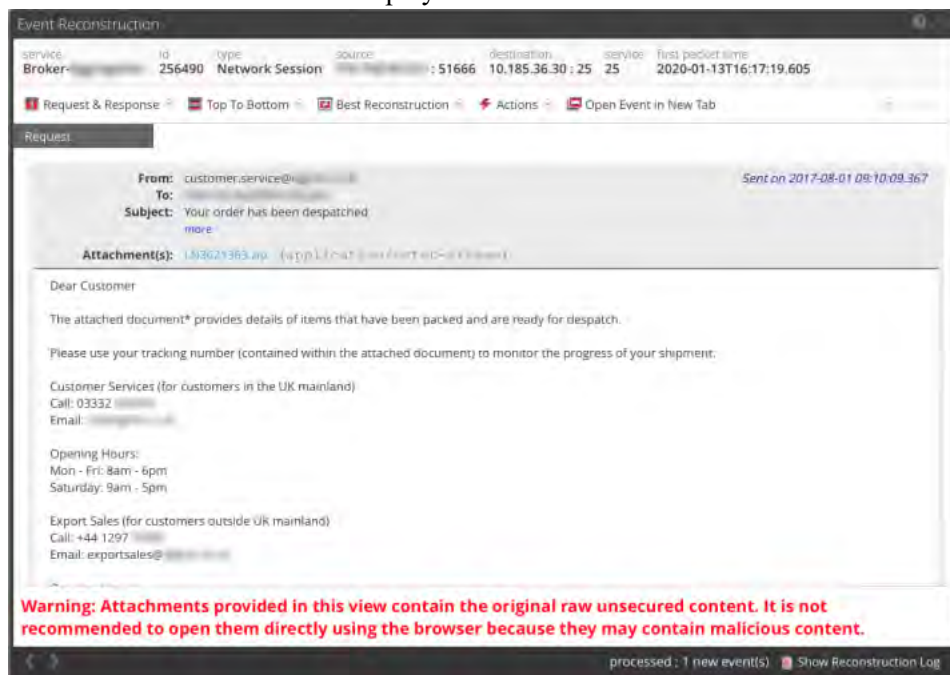 Event Reconstruction
service id type source destination service first packet time
Broker- 256490 Network Session : 51666 10.185.36.30 : 25 25 2020-01-13T16:17:19.605
Request & Response Top To Bottom Best Reconstruction Actions Open Event in New Tab
Request
From: customer.service@ Sent on 2017-08-01 09:10:09.367
To:
Subject: Your order has been despatched
more
Attachment(s):
Dear Customer
The attached document* provides details of items that have been packed and are ready for despatch.
Please use your tracking number (contained within the attached document) to monitor the progress of your shipment.
Customer Services (for customers in the UK mainland)
Call: 03332
Email:
Opening Hours:
Mon - Fri: 8am - 6pm
Saturday: 9am - 5pm
Export Sales (for customers outside UK mainland)
Call: +44 1297
Email: exportsales@
Warning: Attachments provided in this view contain the original raw unsecured content. It is not
recommended to open them directly using the browser because they may contain malicious content.
processed : 1 new event(s) Show Reconstruction Log